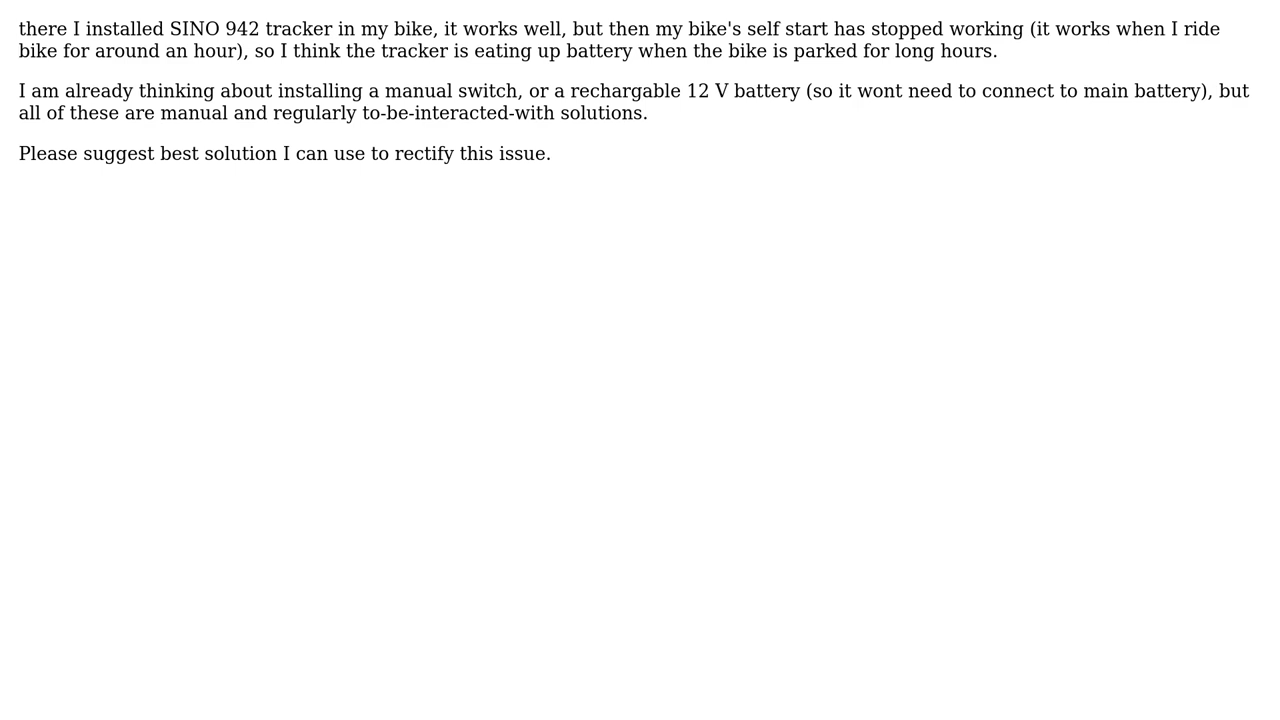 there I installed SINO 942 tracker in my bike, it works well, but then my bike's self start has stopped working (it works when I ride
bike for around an hour), so I think the tracker is eating up battery when the bike is parked for long hours.
I am already thinking about installing a manual switch, or a rechargable 12 V battery (so it wont need to connect to main battery), but
all of these are manual and regularly to-be-interacted-with solutions.
Please suggest best solution I can use to rectify this issue.